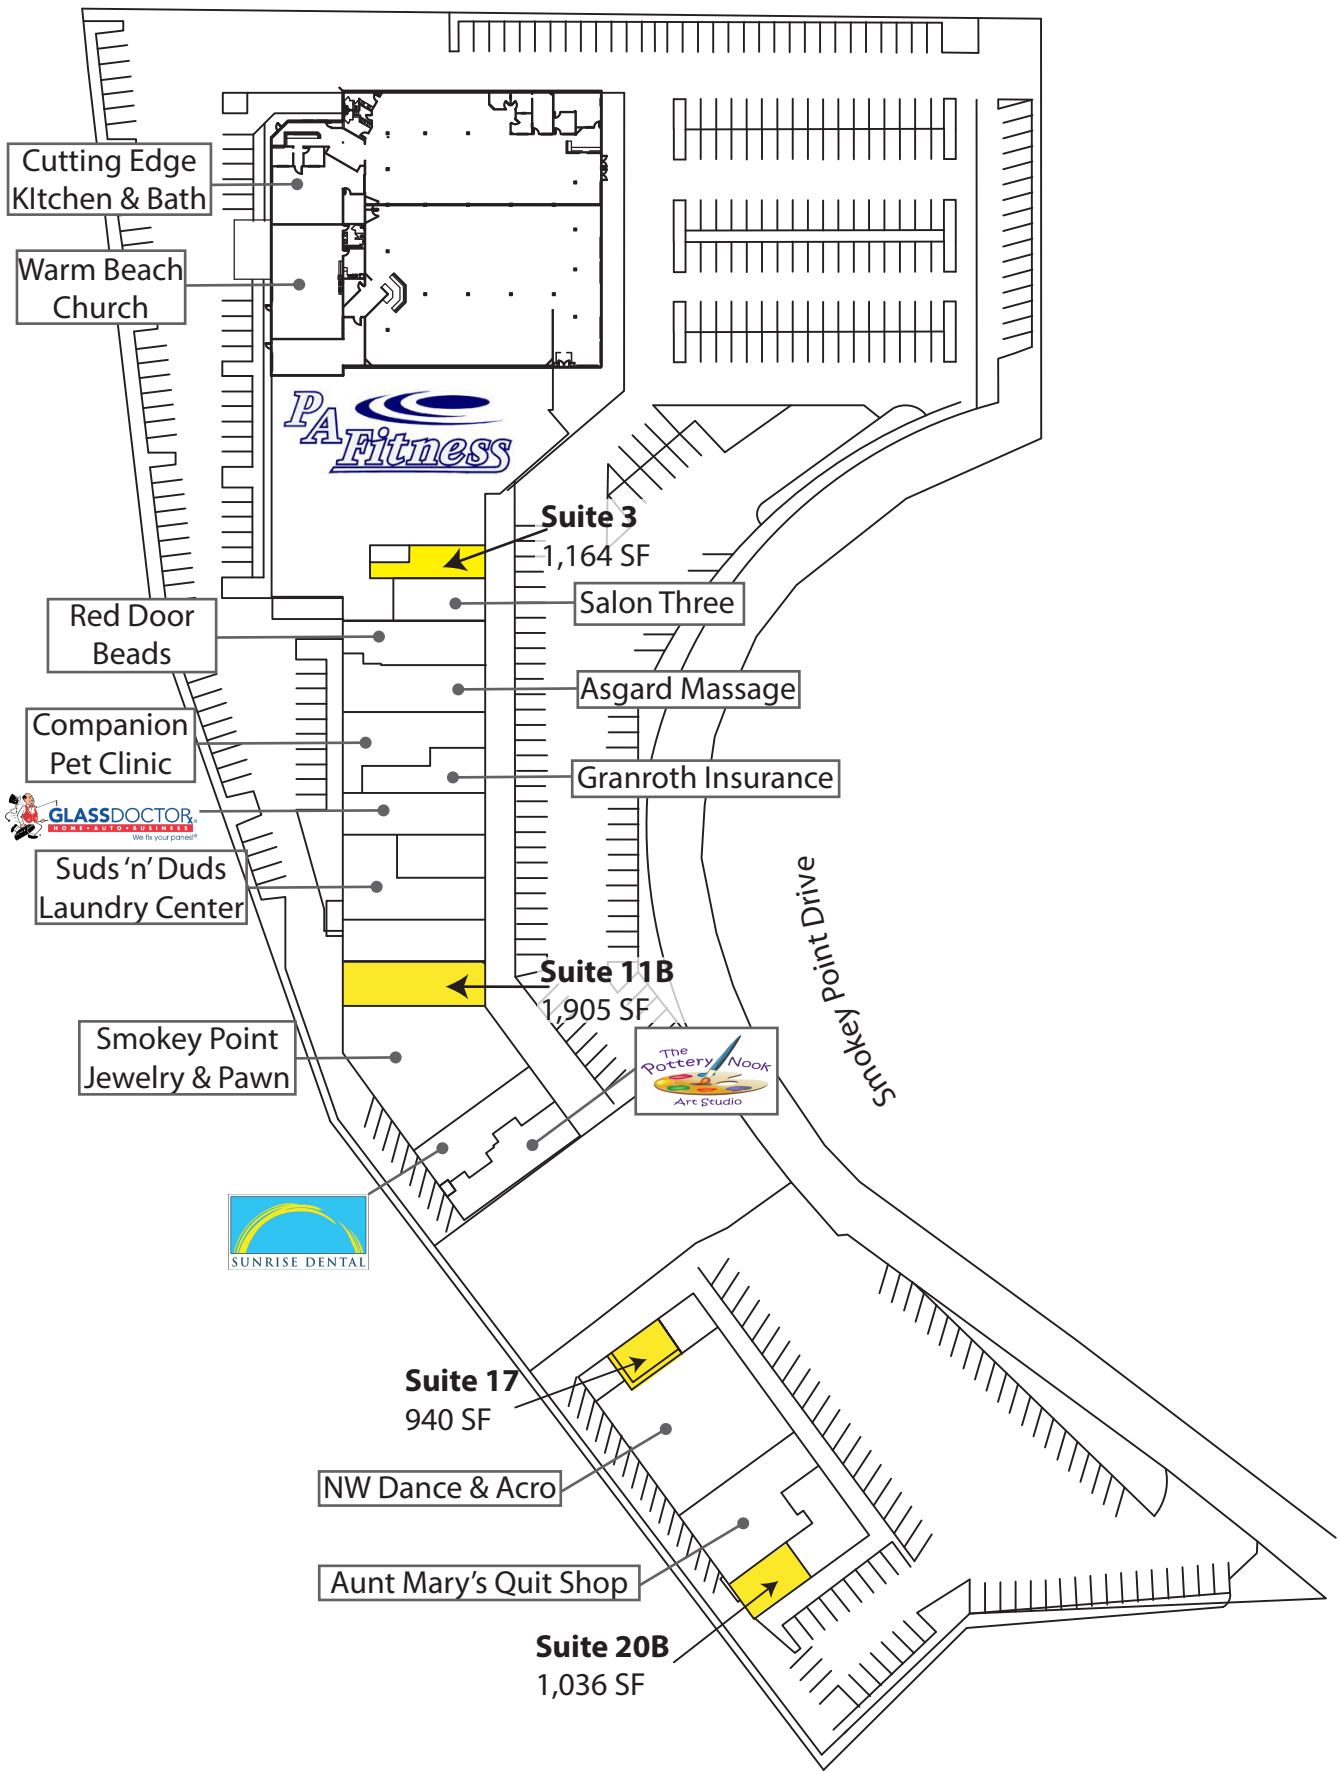 Cutting Edge
KItchen & Bath
Warm Beach
Church
PA Fitness
Suite 3
1,164 SF
Salon Three
Red Door
Beads
Asgard Massage
Companion
Pet Clinic
Granroth Insurance
GLASSDOCTOR
HOME•AUTO•BUSINESS
We fix your panes!®
Suds ‘n’ Duds
Laundry Center
Smokey Point Drive
Suite 11B
1,905 SF
Smokey Point
Jewelry & Pawn
The
Pottery Nook
Art Studio
SUNRISE DENTAL
Suite 17
940 SF
NW Dance & Acro
Aunt Mary’s Quit Shop
Suite 20B
1,036 SF